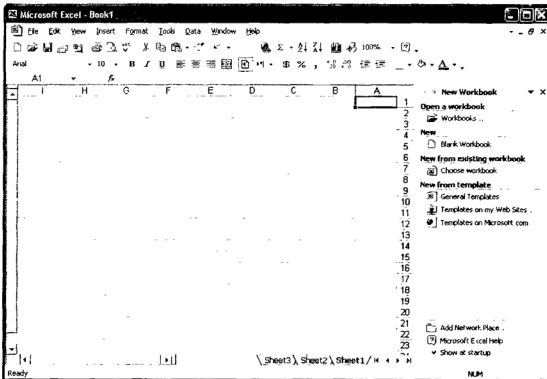 Microsoft Excel - Book1
File Edit View Insert Format Tools Data Window Help
100%
Arial 10 B I U $ % ,
A1 fx
I H G F E D C B A
New Workbook
1
Open a workbook
2
Workbooks...
3
New
4
Blank Workbook
5
6
New from existing workbook
7
Choose workbook
8
New from template
9
General Templates
10
Templates on my Web Sites...
11
Templates on Microsoft com
12
13
14
15
16
17
18
19
20
21
Add Network Place...
22
Microsoft Excel Help
23
Show at startup
Sheet3 Sheet2 Sheet1
Ready NUM